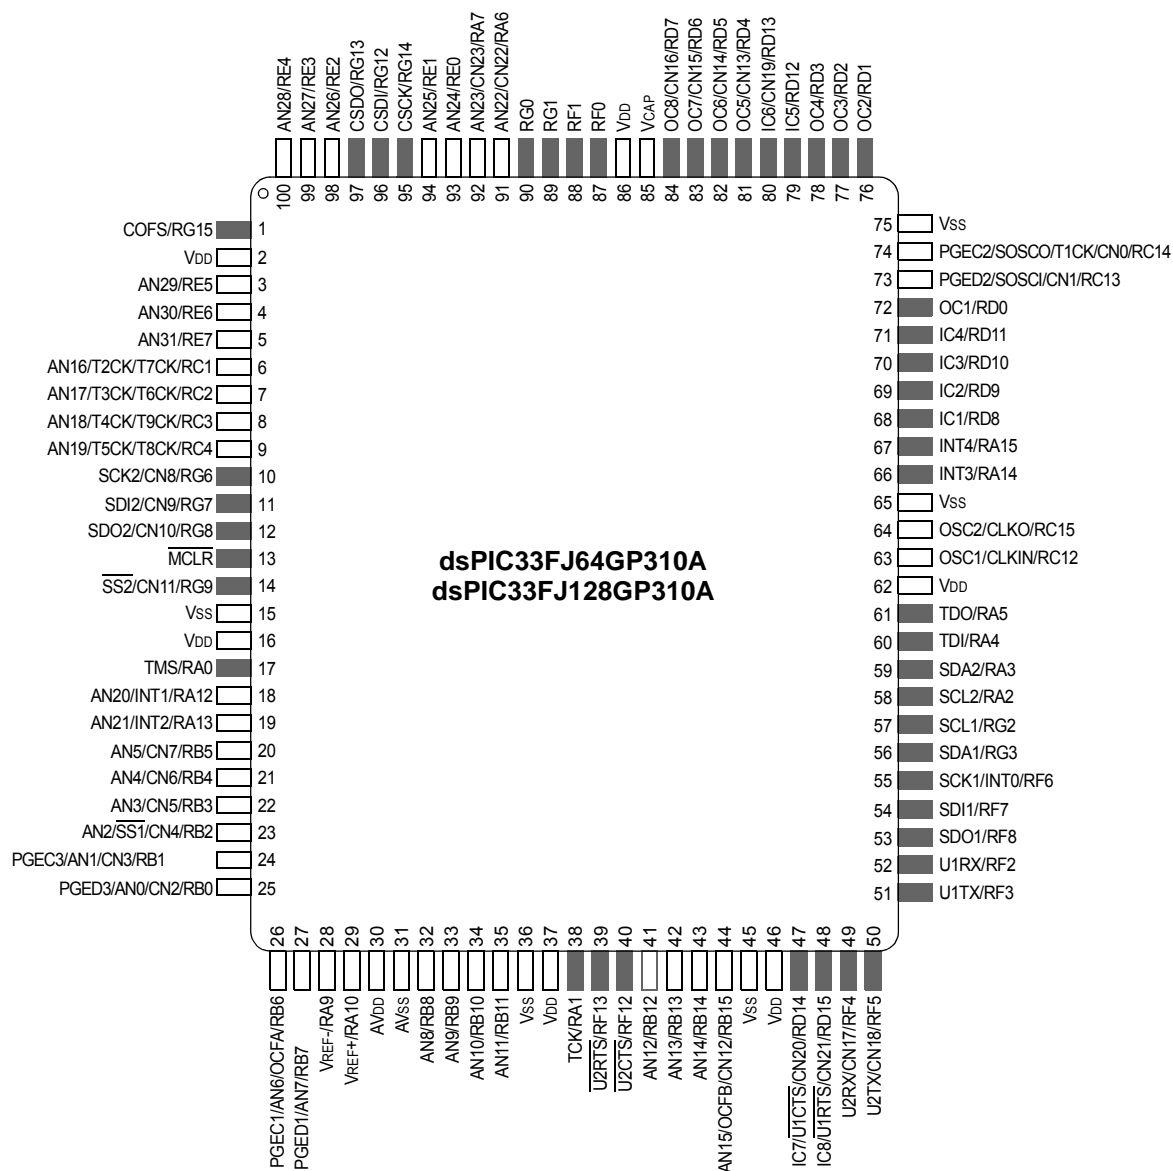 AN28/RE4
AN27/RE3
AN26/RE2
CSDO/RG13
CSDI/RG12
CSCK/RG14
AN25/RE1
AN24/RE0
AN23/CN23/RA7
AN22/CN22/RA6
RG0
RG1
RF1
RF0
VDD
VCAP
OC8/CN16/RD7
OC7/CN15/RD6
OC6/CN14/RD5
OC5/CN13/RD4
IC6/CN19/RD13
IC5/RD12
OC4/RD3
OC3/RD2
OC2/RD1
100
99
98
97
96
95
94
93
92
91
90
89
88
87
86
85
84
83
82
81
80
79
78
77
76
COFS/RG15 1
VDD 2
AN29/RE5 3
AN30/RE6 4
AN31/RE7 5
AN16/T2CK/T7CK/RC1 6
AN17/T3CK/T6CK/RC2 7
AN18/T4CK/T9CK/RC3 8
AN19/T5CK/T8CK/RC4 9
SCK2/CN8/RG6 10
SDI2/CN9/RG7 11
SDO2/CN10/RG8 12
MCLR 13
SS2/CN11/RG9 14
VSS 15
VDD 16
TMS/RA0 17
AN20/INT1/RA12 18
AN21/INT2/RA13 19
AN5/CN7/RB5 20
AN4/CN6/RB4 21
AN3/CN5/RB3 22
AN2/SS1/CN4/RB2 23
PGEC3/AN1/CN3/RB1 24
PGED3/AN0/CN2/RB0 25
dsPIC33FJ64GP310A
dsPIC33FJ128GP310A
75 VSS
74 PGEC2/SOSCO/T1CK/CN0/RC14
73 PGED2/SOSCI/CN1/RC13
72 OC1/RD0
71 IC4/RD11
70 IC3/RD10
69 IC2/RD9
68 IC1/RD8
67 INT4/RA15
66 INT3/RA14
65 VSS
64 OSC2/CLKO/RC15
63 OSC1/CLKIN/RC12
62 VDD
61 TDO/RA5
60 TDI/RA4
59 SDA2/RA3
58 SCL2/RA2
57 SCL1/RG2
56 SDA1/RG3
55 SCK1/INT0/RF6
54 SDI1/RF7
53 SDO1/RF8
52 U1RX/RF2
51 U1TX/RF3
26
27
28
29
30
31
32
33
34
35
36
37
38
39
40
41
42
43
44
45
46
47
48
49
50
PGEC1/AN6/OCFA/RB6
PGED1/AN7/RB7
VREF-/RA9
VREF+/RA10
AVDD
AVSS
AN8/RB8
AN9/RB9
AN10/RB10
AN11/RB11
VSS
VDD
TCK/RA1
U2RTS/RF13
U2CTS/RF12
AN12/RB12
AN13/RB13
AN14/RB14
AN15/OCFB/CN12/RB15
VSS
VDD
IC7/U1CTS/CN20/RD14
IC8/U1RTS/CN21/RD15
U2RX/CN17/RF4
U2TX/CN18/RF5